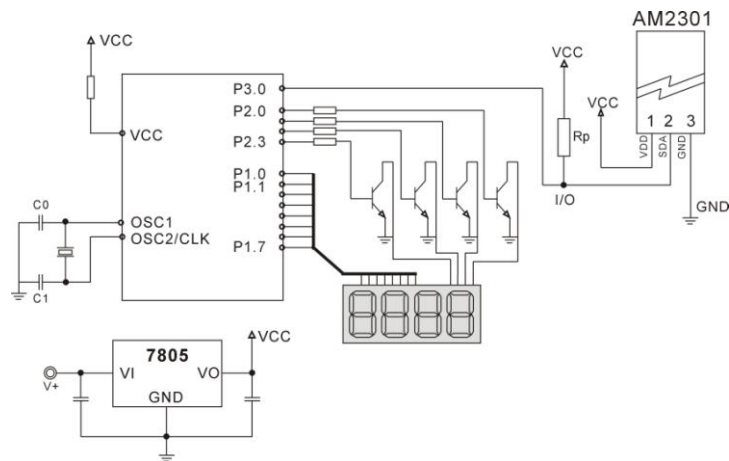 AM2301
VCC
VCC
VCC
P3.0
P2.0
P2.3
P1.0
P1.1
P1.7
VCC
OSC1
OSC2/CLK
C0
C1
Rp
1 2 3
VDD
SDA
GND
I/O
GND
7805
VI
VO
GND
V+
VCC